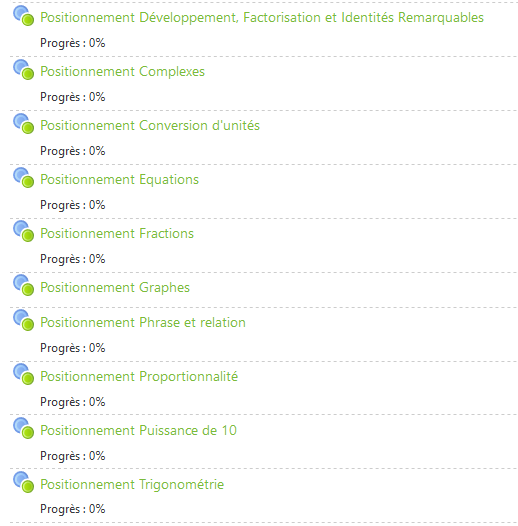 Positionnement Développement, Factorisation et Identités Remarquables
Progrès : 0%
Positionnement Complexes
Progrès : 0%
Positionnement Conversion d'unités
Progrès : 0%
Positionnement Equations
Progrès : 0%
Positionnement Fractions
Progrès : 0%
Positionnement Graphes
Positionnement Phrase et relation
Progrès : 0%
Positionnement Proportionnalité
Progrès : 0%
Positionnement Puissance de 10
Progrès : 0%
Positionnement Trigonométrie
Progrès : 0%